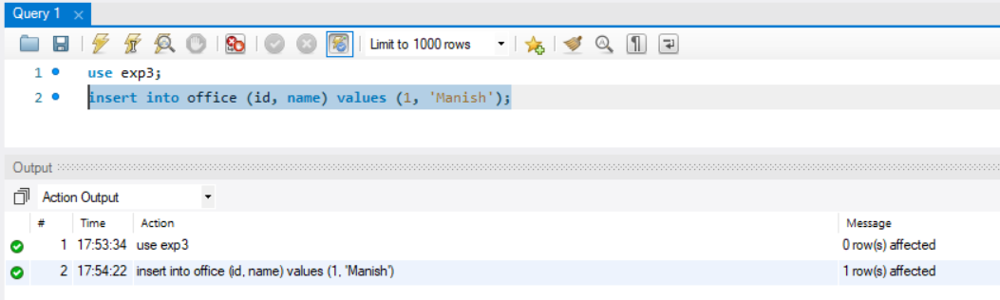 Query 1
Limit to 1000 rows
1 use exp3;
2 insert into office (id, name) values (1, 'Manish');
Output
Action Output
# Time Action Message
1 17:53:34 use exp3 0 row(s) affected
2 17:54:22 insert into office (id, name) values (1, 'Manish') 1 row(s) affected